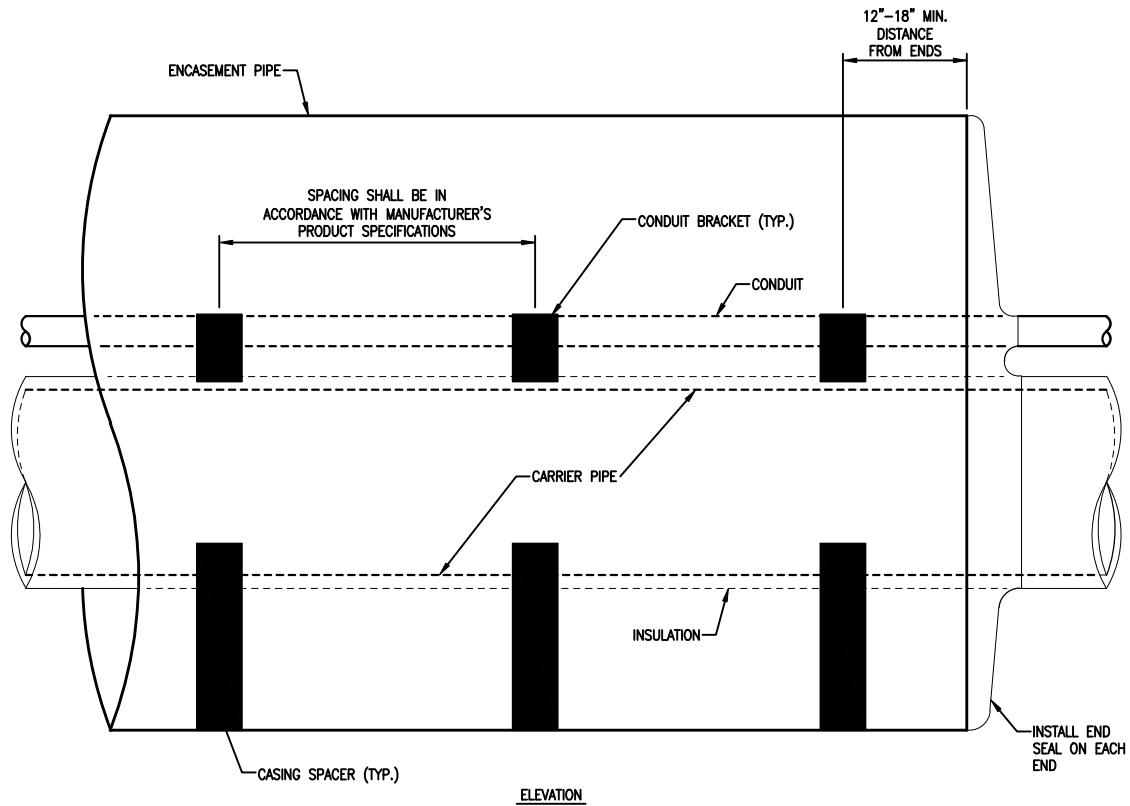 12"-18" MIN.
DISTANCE
FROM ENDS
ENCASEMENT PIPE
SPACING SHALL BE IN
ACCORDANCE WITH MANUFACTURER'S
PRODUCT SPECIFICATIONS
CONDUIT BRACKET (TYP.)
CONDUIT
CARRIER PIPE
INSULATION
INSTALL END
SEAL ON EACH
END
CASING SPACER (TYP.)
ELEVATION